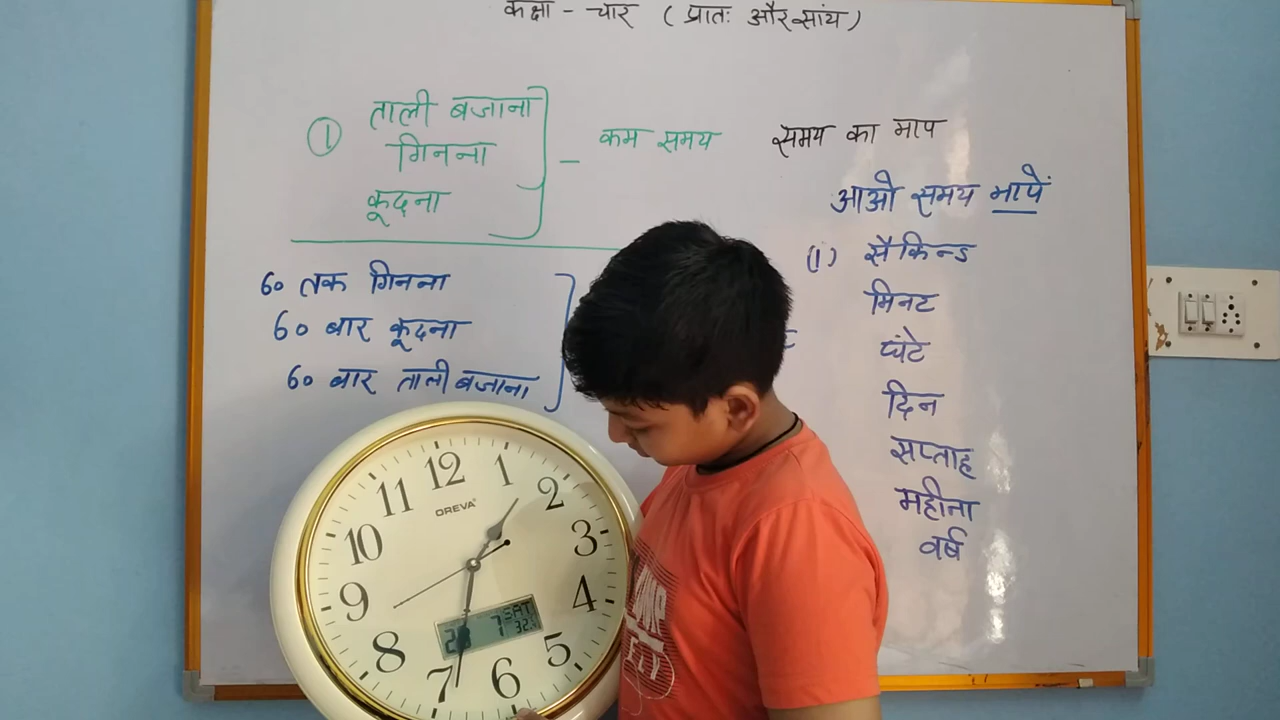 कक्षा - चार ( प्रातः और सांय )
① ताली बजाना
गिनना
कूदना
- कम समय
60 तक गिनना
60 बार कूदना
60 बार ताली बजाना
समय का माप
आओ समय मापें
(1) सैकिन्ड
मिनट
घंटे
दिन
सप्ताह
महीना
वर्ष
12
1
2
3
4
5
6
7
8
9
10
11
OREVA
7 SAT